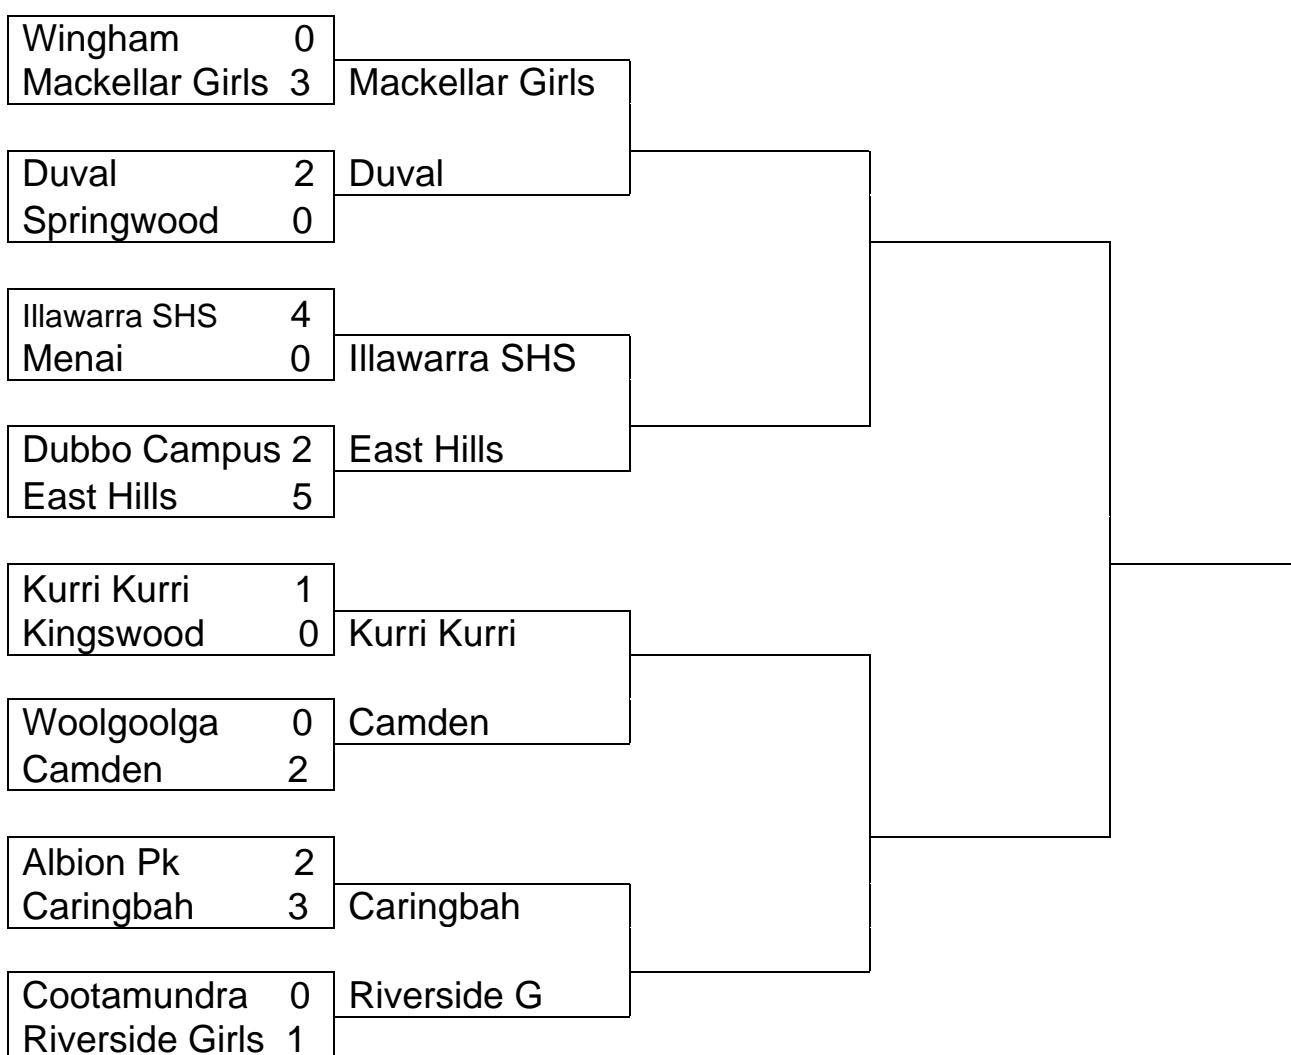 Wingham 0
Mackellar Girls 3 Mackellar Girls
Duval 2 Duval
Springwood 0
Illawarra SHS 4
Menai 0 Illawarra SHS
Dubbo Campus 2 East Hills
East Hills 5
Kurri Kurri 1
Kingswood 0 Kurri Kurri
Woolgoolga 0 Camden
Camden 2
Albion Pk 2
Caringbah 3 Caringbah
Cootamundra 0 Riverside G
Riverside Girls 1